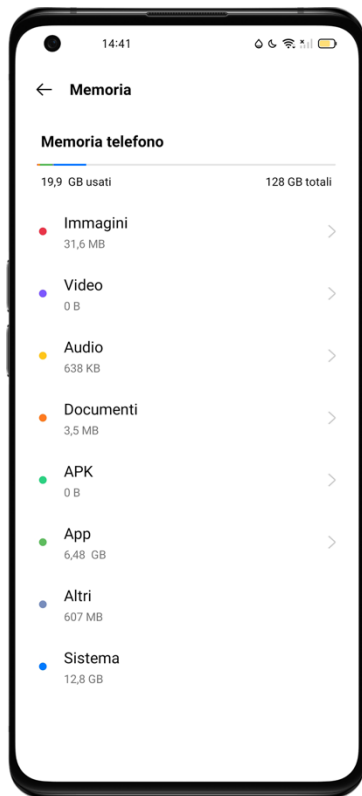 14:41
Memoria
Memoria telefono
19,9 GB usati
128 GB totali
Immagini
31,6 MB
Video
0 B
Audio
638 KB
Documenti
3,5 MB
APK
0 B
App
6,48 GB
Altri
607 MB
Sistema
12,8 GB